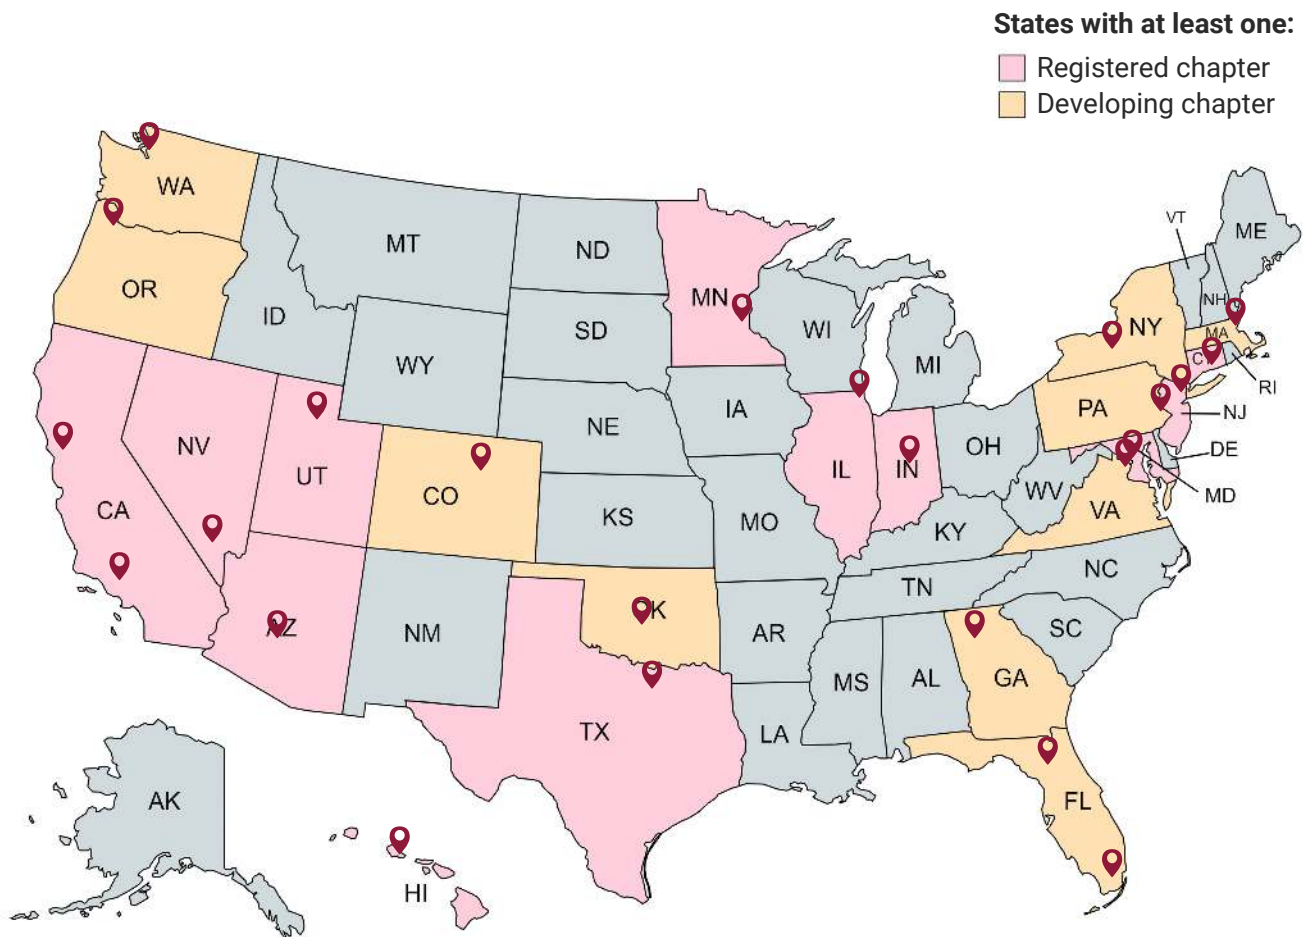 States with at least one:
Registered chapter
Developing chapter
WA
MT
ND
MN
VT
ME
OR
ID
SD
WI
NH
NY
MA
WY
MI
C
RI
NV
UT
CO
NE
IA
IL
IN
OH
PA
NJ
DE
MD
CA
KS
MO
WV
VA
KY
AZ
NM
K
AR
TN
NC
SC
TX
LA
MS
AL
GA
AK
HI
FL